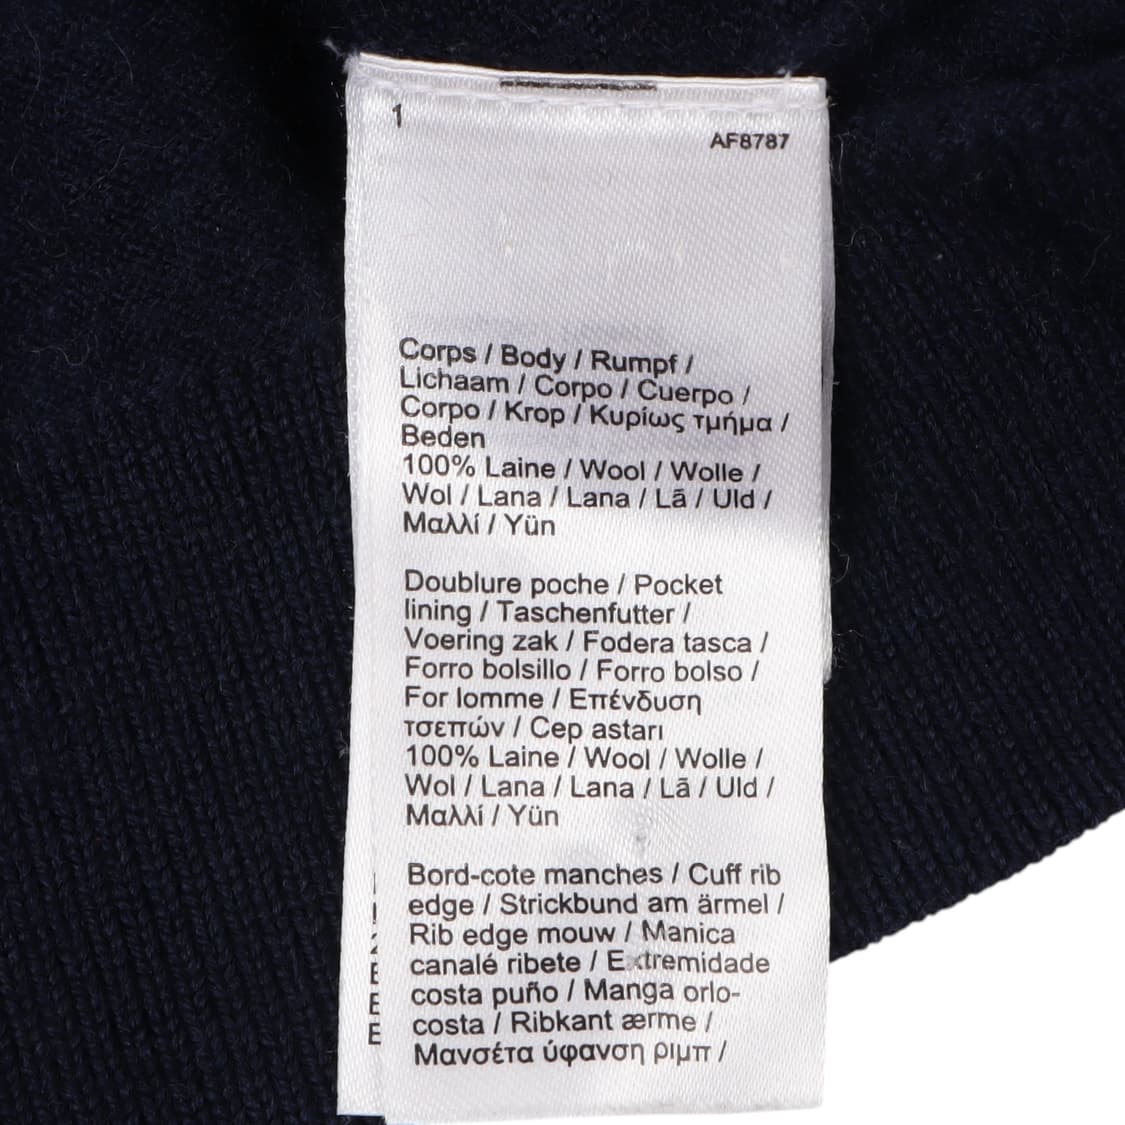 1
AF8787
Corps / Body / Rumpf /
Lichaam / Corpo / Cuerpo /
Corpo / Krop / Κυρίως τμήμα /
Beden
100% Laine / Wool / Wolle /
Wol / Lana / Lana / Lã / Uld /
Μαλλί / Yün
Doublure poche / Pocket
lining / Taschenfutter /
Voering zak / Fodera tasca /
Forro bolsillo / Forro bolso /
For lomme / Επένδυση
τσεπών / Cep astarı
100% Laine / Wool / Wolle /
Wol / Lana / Lana / Lã / Uld /
Μαλλί / Yün
Bord-cote manches / Cuff rib
edge / Strickbund am ärmel /
Rib edge mouw / Manica
canalé ribete / Extremidade
costa puño / Manga orlo-
costa / Ribkant ærme /
Μανσέτα ύφανση ριμπ /